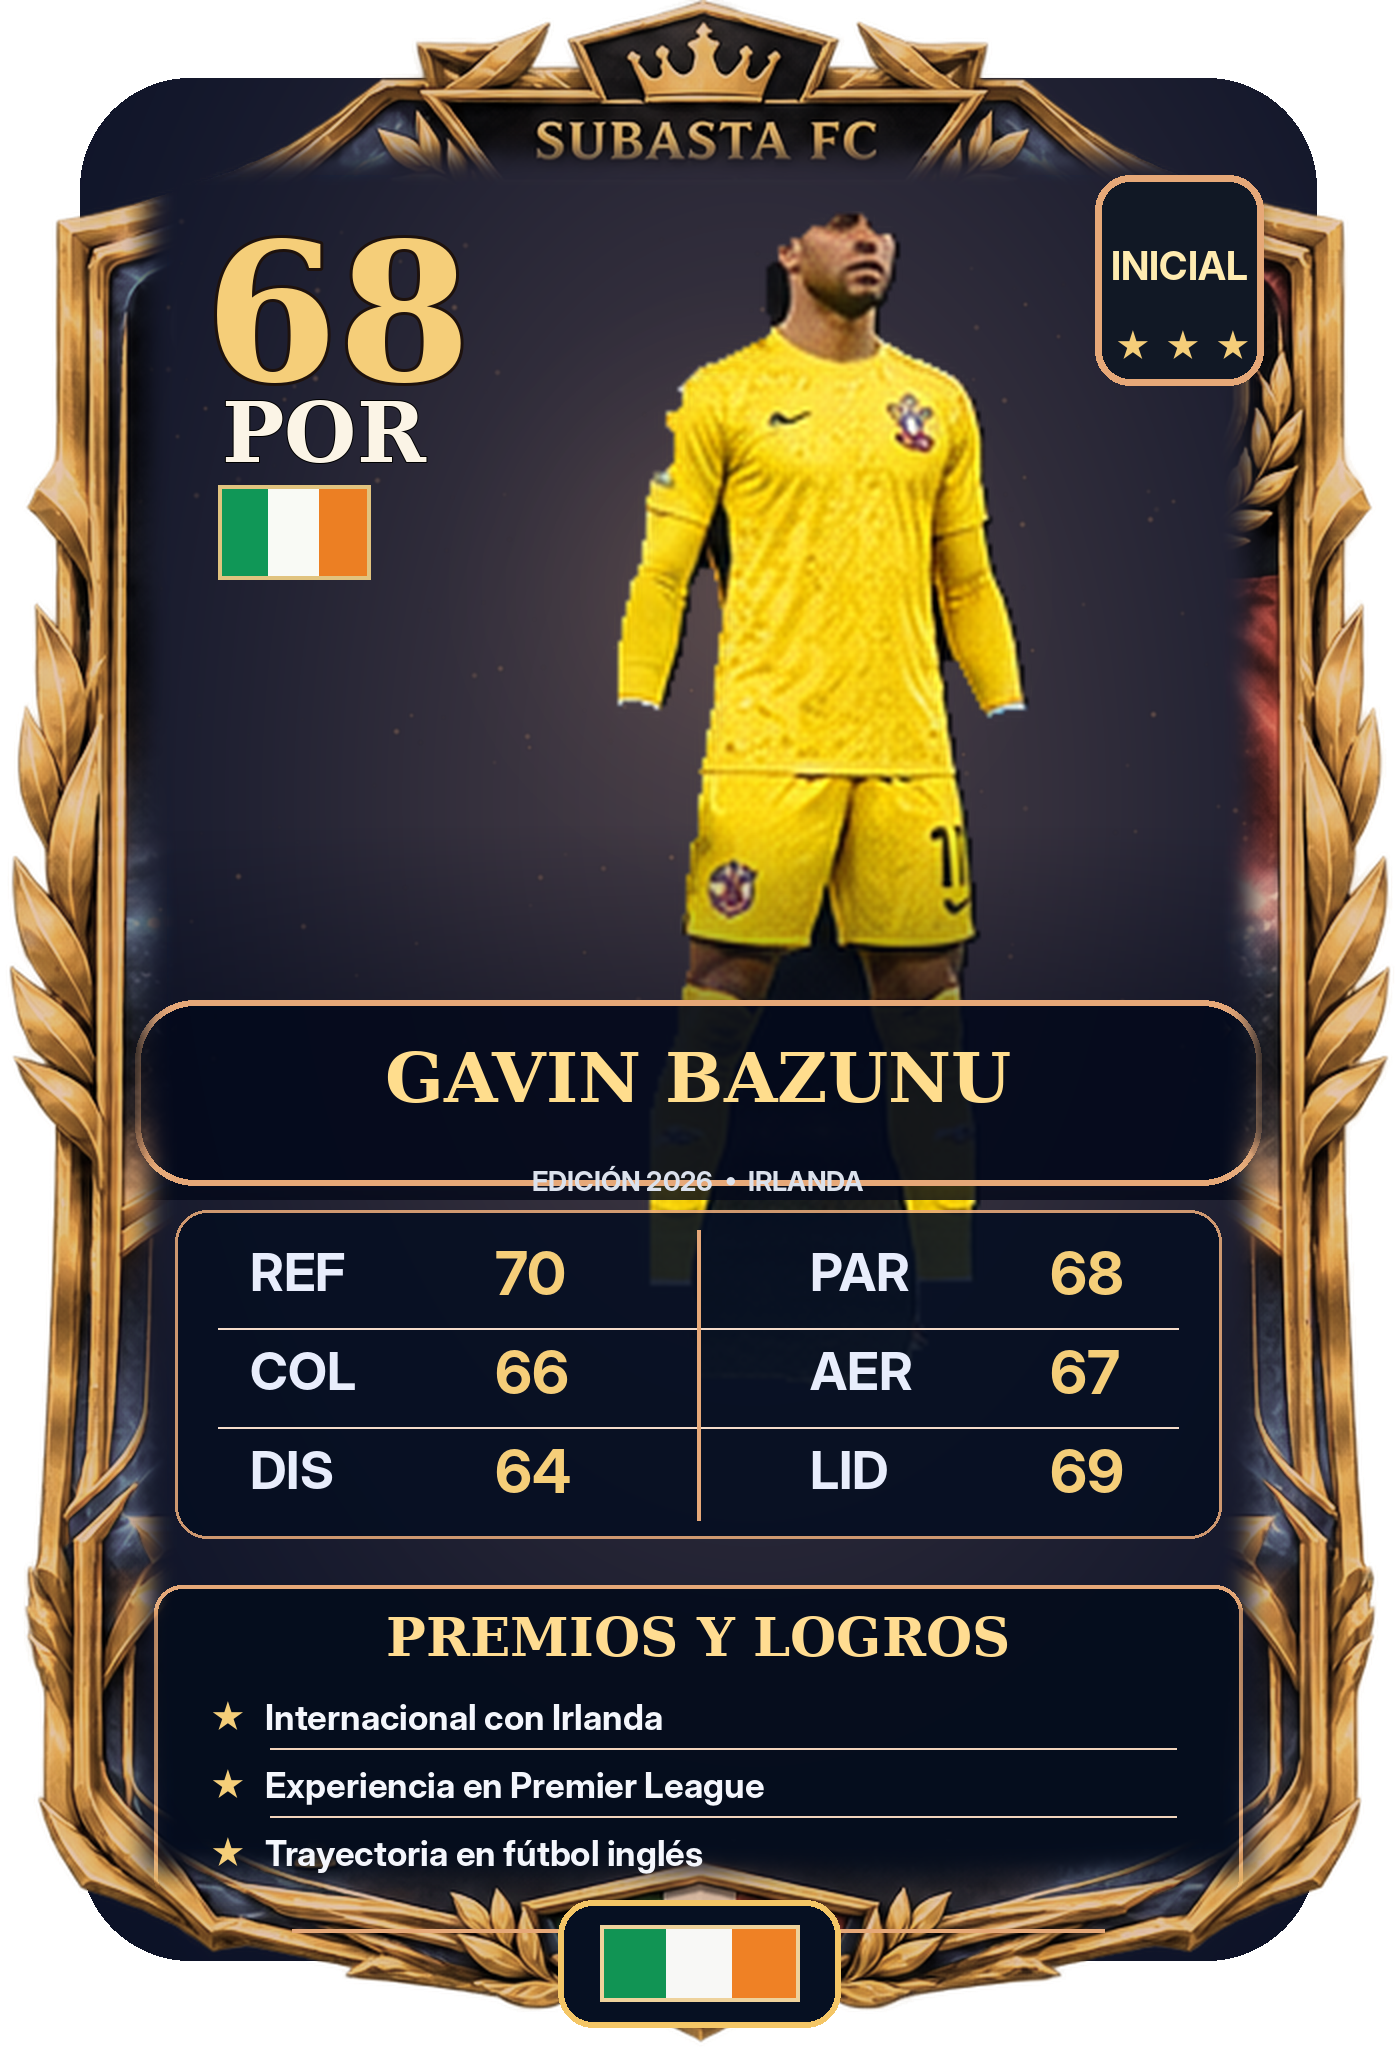 SUBASTA FC
68
POR
INICIAL
★ ★ ★
GAVIN BAZUNU
EDICIÓN 2026 • IRLANDA
REF 70 PAR 68
COL 66 AER 67
DIS 64 LID 69
PREMIOS Y LOGROS
★ Internacional con Irlanda
★ Experiencia en Premier League
★ Trayectoria en fútbol inglés